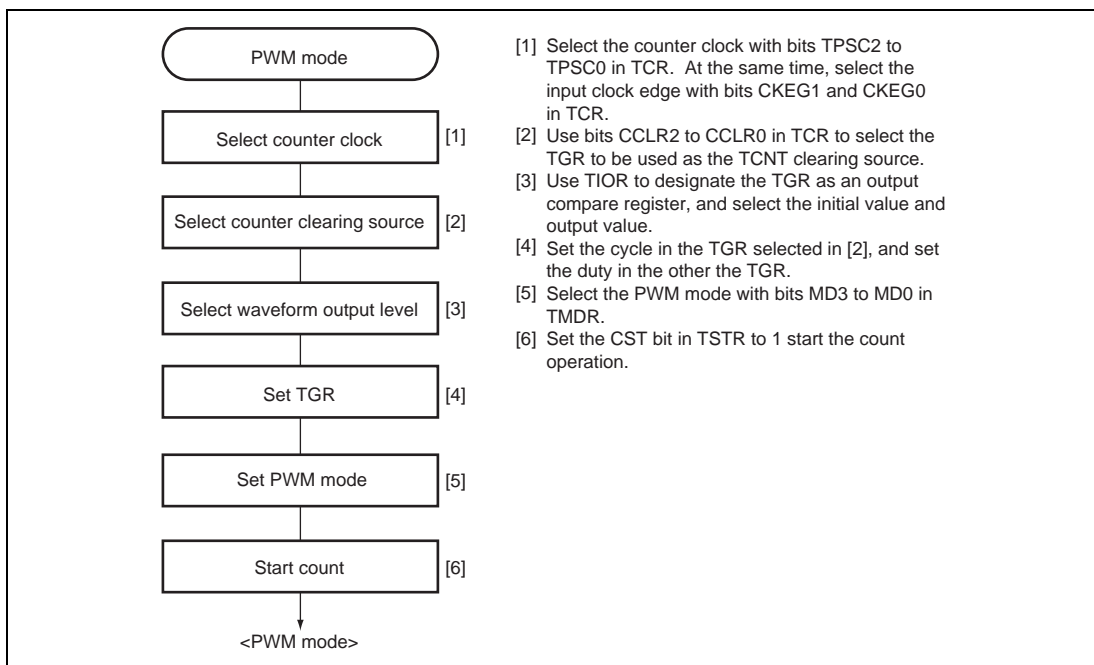 PWM mode
Select counter clock [1]
Select counter clearing source [2]
Select waveform output level [3]
Set TGR [4]
Set PWM mode [5]
Start count [6]
<PWM mode>
[1] Select the counter clock with bits TPSC2 to
TPSC0 in TCR. At the same time, select the
input clock edge with bits CKEG1 and CKEG0
in TCR.
[2] Use bits CCLR2 to CCLR0 in TCR to select the
TGR to be used as the TCNT clearing source.
[3] Use TIOR to designate the TGR as an output
compare register, and select the initial value and
output value.
[4] Set the cycle in the TGR selected in [2], and set
the duty in the other the TGR.
[5] Select the PWM mode with bits MD3 to MD0 in
TMDR.
[6] Set the CST bit in TSTR to 1 start the count
operation.